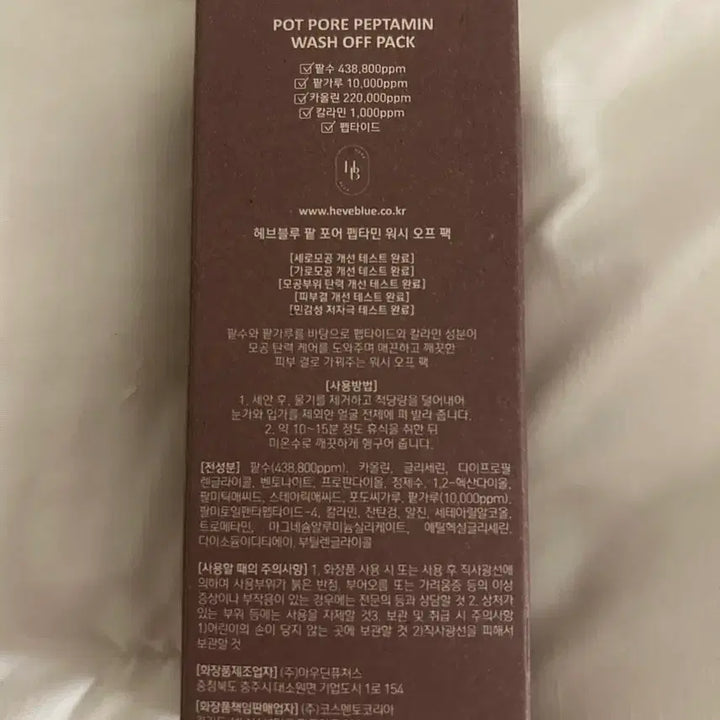 POT PORE PEPTAMIN
WASH OFF PACK
팥수 438,800ppm
팥가루 10,000ppm
카올린 220,000ppm
칼라민 1,000ppm
펩타이드
HB
www.heveblue.co.kr
헤브블루 팥 포어 펩타민 워시 오프 팩
[세로모공 개선 테스트 완료]
[가로모공 개선 테스트 완료]
[모공부위 탄력 개선 테스트 완료]
[피부결 개선 테스트 완료]
[민감성 저자극 테스트 완료]
팥수와 팥가루를 바탕으로 펩타이드와 칼라민 성분이
모공 탄력 케어를 도와주며 매끈하고 깨끗한
피부 결로 가꿔주는 워시 오프 팩
[사용방법]
1. 세안 후, 물기를 제거하고 적당량을 덜어내어
눈가와 입가를 제외한 얼굴 전체에 펴 발라 줍니다.
2. 약 10~15분 정도 휴식을 취한 뒤
미온수로 깨끗하게 헹구어 줍니다.
[전성분] 팥수(438,800ppm), 카올린, 글리세린, 다이프로필
렌글라이콜, 벤토나이트, 프로판다이올, 정제수, 1,2-헥산다이올,
팔미틱애씨드, 스테아릭애씨드, 포도씨가루, 팥가루(10,000ppm),
팔미토일펜타펩타이드-4, 칼라민, 잔탄검, 알진, 세테아릴알코올,
트로메타민, 마그네슘알루미늄실리케이트, 에틸헥실글리세린,
다이소듐이디티에이, 부틸렌글라이콜
[사용할 때의 주의사항] 1. 화장품 사용 시 또는 사용 후 직사광선에
의하여 사용부위가 붉은 반점, 부어오름 또는 가려움증 등의 이상
증상이나 부작용이 있는 경우에는 전문의 등과 상담할 것 2. 상처가
있는 부위 등에는 사용을 자제할 것3. 보관 및 취급 시 주의사항
1)어린이의 손이 닿지 않는 곳에 보관할 것 2)직사광선을 피해서
보관할 것
[화장품제조업자] (주)아우딘퓨쳐스
충청북도 충주시 대소원면 기업도시 1로 154
[화장품책임판매업자] (주)코스멘토코리아